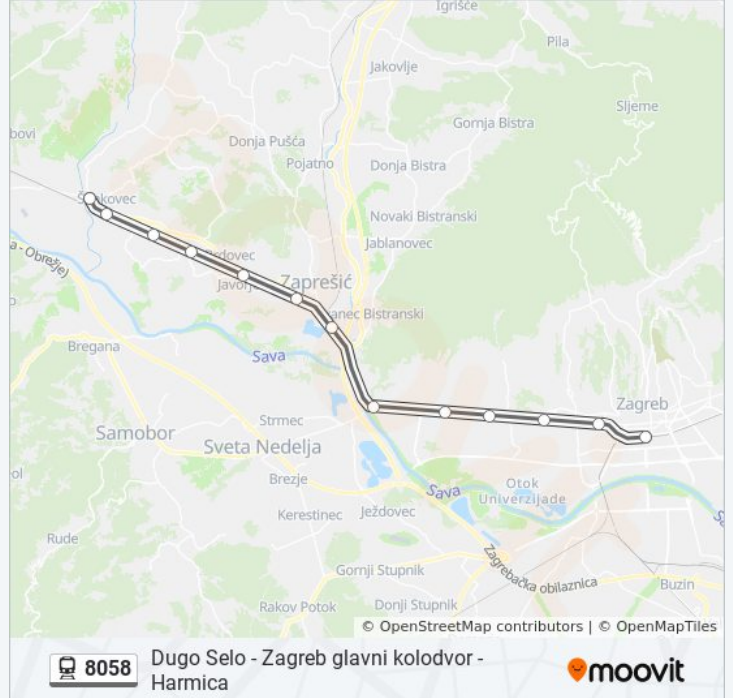 Igrišće
Pila
Jakovlje
Sljeme
Gornja Bistra
bovi
Donja Pušća
Pojatno
Donja Bistra
Novaki Bistranski
Jablanovec
a - Obrežje)
Zaprešić
Bregana
Sava
Zagreb
Strmec
Samobor
Sveta Nedelja
ol
Brezje
Sava
Otok
Univerzijade
Kerestinec
Ježdovec
Rude
Zagrebačka obilaznica
Gornji Stupnik
Buzin
Rakov Potok
Donji Stupnik
© OpenStreetMap contributors | © OpenMapTiles
8058
Dugo Selo - Zagreb glavni kolodvor -
Harmica
moovit